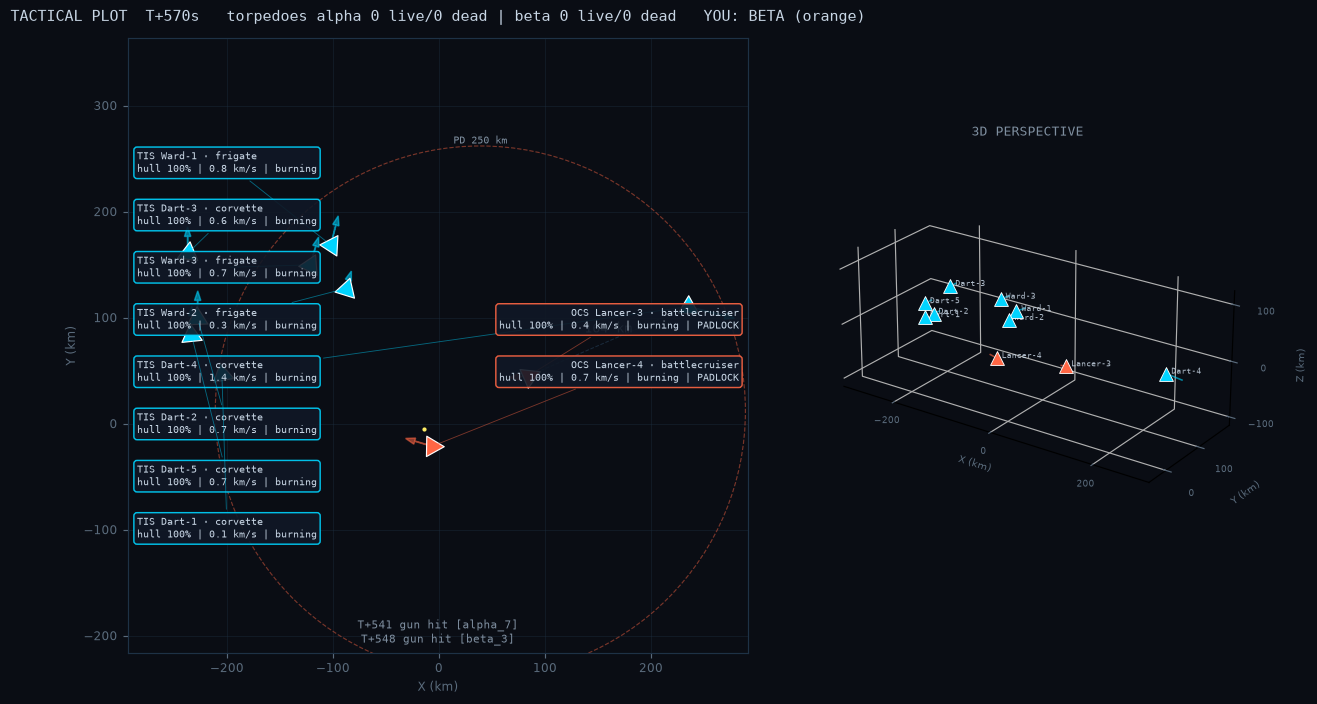 TACTICAL PLOT  T+570s   torpedoes alpha 0 live/0 dead | beta 0 live/0 dead   YOU: BETA (orange)
PD 250 km
TIS Ward-1 · frigate
hull 100% | 0.8 km/s | burning
TIS Dart-3 · corvette
hull 100% | 0.6 km/s | burning
TIS Ward-3 · frigate
hull 100% | 0.7 km/s | burning
TIS Ward-2 · frigate
hull 100% | 0.3 km/s | burning
TIS Dart-4 · corvette
hull 100% | 1.4 km/s | burning
TIS Dart-2 · corvette
hull 100% | 0.7 km/s | burning
TIS Dart-5 · corvette
hull 100% | 0.7 km/s | burning
TIS Dart-1 · corvette
hull 100% | 0.1 km/s | burning
OCS Lancer-3 · battlecruiser
hull 100% | 0.4 km/s | burning | PADLOCK
OCS Lancer-4 · battlecruiser
hull 100% | 0.7 km/s | burning | PADLOCK
T+541 gun hit [alpha_7]
T+548 gun hit [beta_3]
300
200
100
0
−100
−200
Y (km)
−200
−100
0
100
200
X (km)
3D PERSPECTIVE
Dart-3
Dart-5
Dart-2
Ward-3
Ward-1
Lancer-4
Lancer-3
Dart-4
−200
0
200
X (km)
0
100
Y (km)
100
0
−100
Z (km)